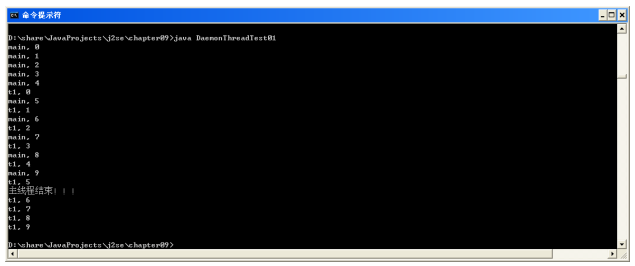 命令提示符
D:\share\JavaProjects\j2se\chapter09>java DaemonThreadTest01
main, 0
main, 1
main, 2
main, 3
main, 4
t1, 0
main, 5
t1, 1
main, 6
t1, 2
main, 7
t1, 3
main, 8
t1, 4
main, 9
t1, 5
主线程结束!!!
t1, 6
t1, 7
t1, 8
t1, 9
D:\share\JavaProjects\j2se\chapter09>